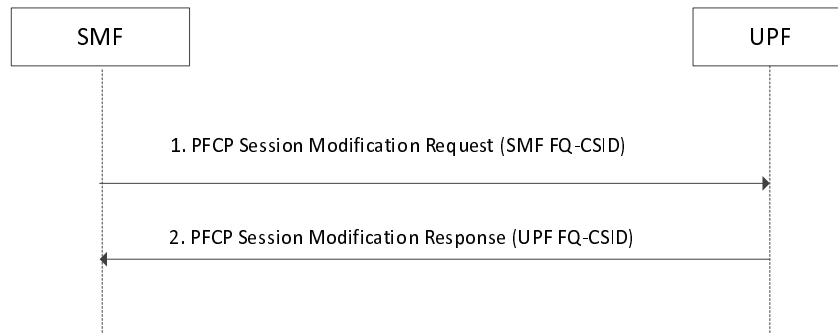 SMF
UPF
1. PFCP Session Modification Request (SMF FQ-CSID)
2. PFCP Session Modification Response (UPF FQ-CSID)